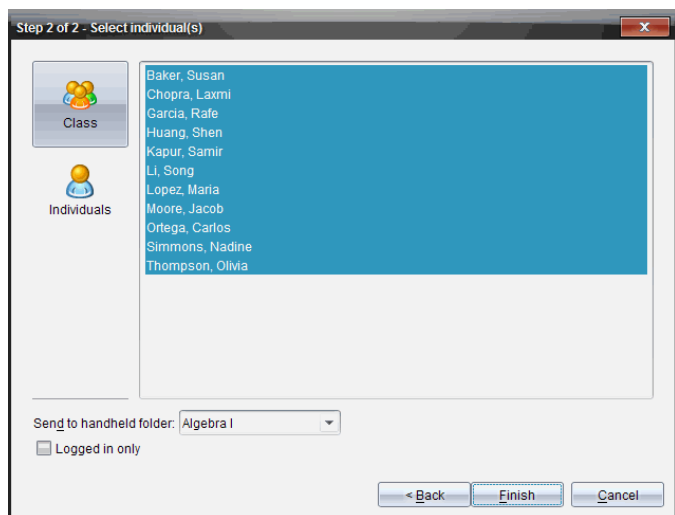 Step 2 of 2 - Select individual(s)
Class
Individuals
Baker, Susan
Chopra, Laxmi
Garcia, Rafe
Huang, Shen
Kapur, Samir
Li, Song
Lopez, Maria
Moore, Jacob
Ortega, Carlos
Simmons, Nadine
Thompson, Olivia
Send to handheld folder: Algebra I
Logged in only
< Back Finish Cancel